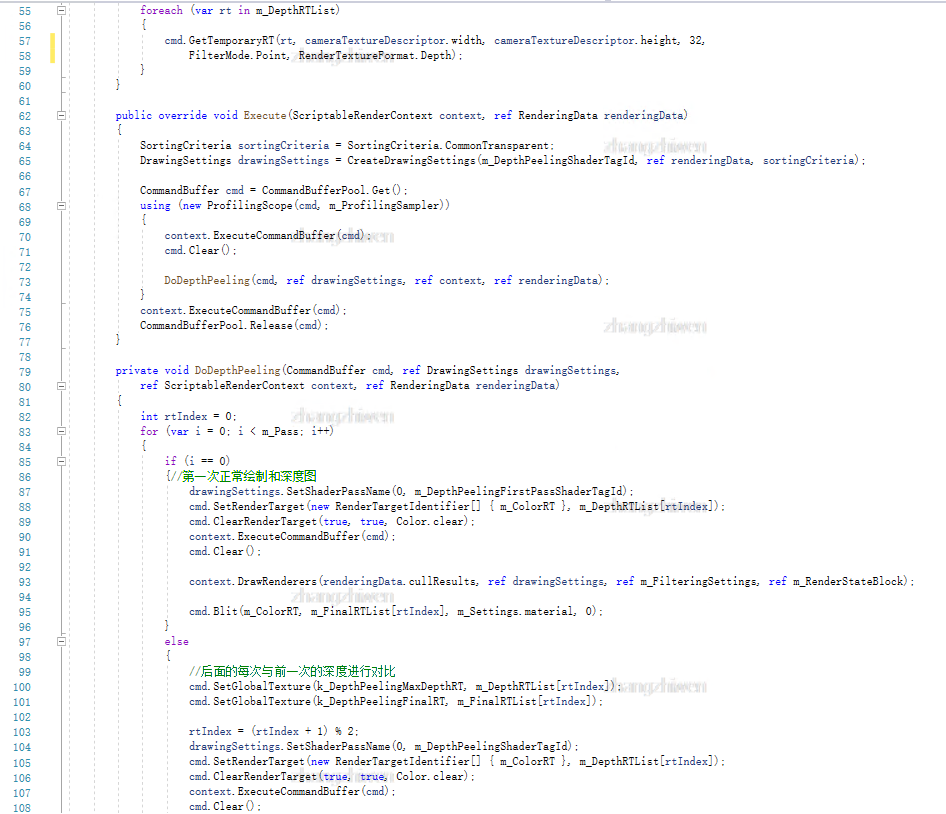 55 foreach (var rt in m_DepthRTList)
56 {
57 cmd.GetTemporaryRT(rt, cameraTextureDescriptor.width, cameraTextureDescriptor.height, 32,
58 FilterMode.Point, RenderTextureFormat.Depth);
59 }
60 }
61
62 public override void Execute(ScriptableRenderContext context, ref RenderingData renderingData)
63 {
64 SortingCriteria sortingCriteria = SortingCriteria.CommonTransparent;
65 DrawingSettings drawingSettings = CreateDrawingSettings(m_DepthPeelingShaderTagId, ref renderingData, sortingCriteria);
66
67 CommandBuffer cmd = CommandBufferPool.Get();
68 using (new ProfilingScope(cmd, m_ProfilingSampler))
69 {
70 context.ExecuteCommandBuffer(cmd);
71 cmd.Clear();
72
73 DoDepthPeeling(cmd, ref drawingSettings, ref context, ref renderingData);
74 }
75 context.ExecuteCommandBuffer(cmd);
76 CommandBufferPool.Release(cmd);
77 }
78
79 private void DoDepthPeeling(CommandBuffer cmd, ref DrawingSettings drawingSettings,
80 ref ScriptableRenderContext context, ref RenderingData renderingData)
81 {
82 int rtIndex = 0;
83 for (var i = 0; i < m_Pass; i++)
84 {
85 if (i == 0)
86 {//第一次正常绘制和深度图
87 drawingSettings.SetShaderPassName(0, m_DepthPeelingFirstPassShaderTagId);
88 cmd.SetRenderTarget(new RenderTargetIdentifier[] { m_ColorRT }, m_DepthRTList[rtIndex]);
89 cmd.ClearRenderTarget(true, true, Color.clear);
90 context.ExecuteCommandBuffer(cmd);
91 cmd.Clear();
92
93 context.DrawRenderers(renderingData.cullResults, ref drawingSettings, ref m_FilteringSettings, ref m_RenderStateBlock);
94
95 cmd.Blit(m_ColorRT, m_FinalRTList[rtIndex], m_Settings.material, 0);
96 }
97 else
98 {
99 //后面的每次与前一次的深度进行对比
100 cmd.SetGlobalTexture(k_DepthPeelingMaxDepthRT, m_DepthRTList[rtIndex]);
101 cmd.SetGlobalTexture(k_DepthPeelingFinalRT, m_FinalRTList[rtIndex]);
102
103 rtIndex = (rtIndex + 1) % 2;
104 drawingSettings.SetShaderPassName(0, m_DepthPeelingShaderTagId);
105 cmd.SetRenderTarget(new RenderTargetIdentifier[] { m_ColorRT }, m_DepthRTList[rtIndex]);
106 cmd.ClearRenderTarget(true, true, Color.clear);
107 context.ExecuteCommandBuffer(cmd);
108 cmd.Clear();
zhangzhiwen